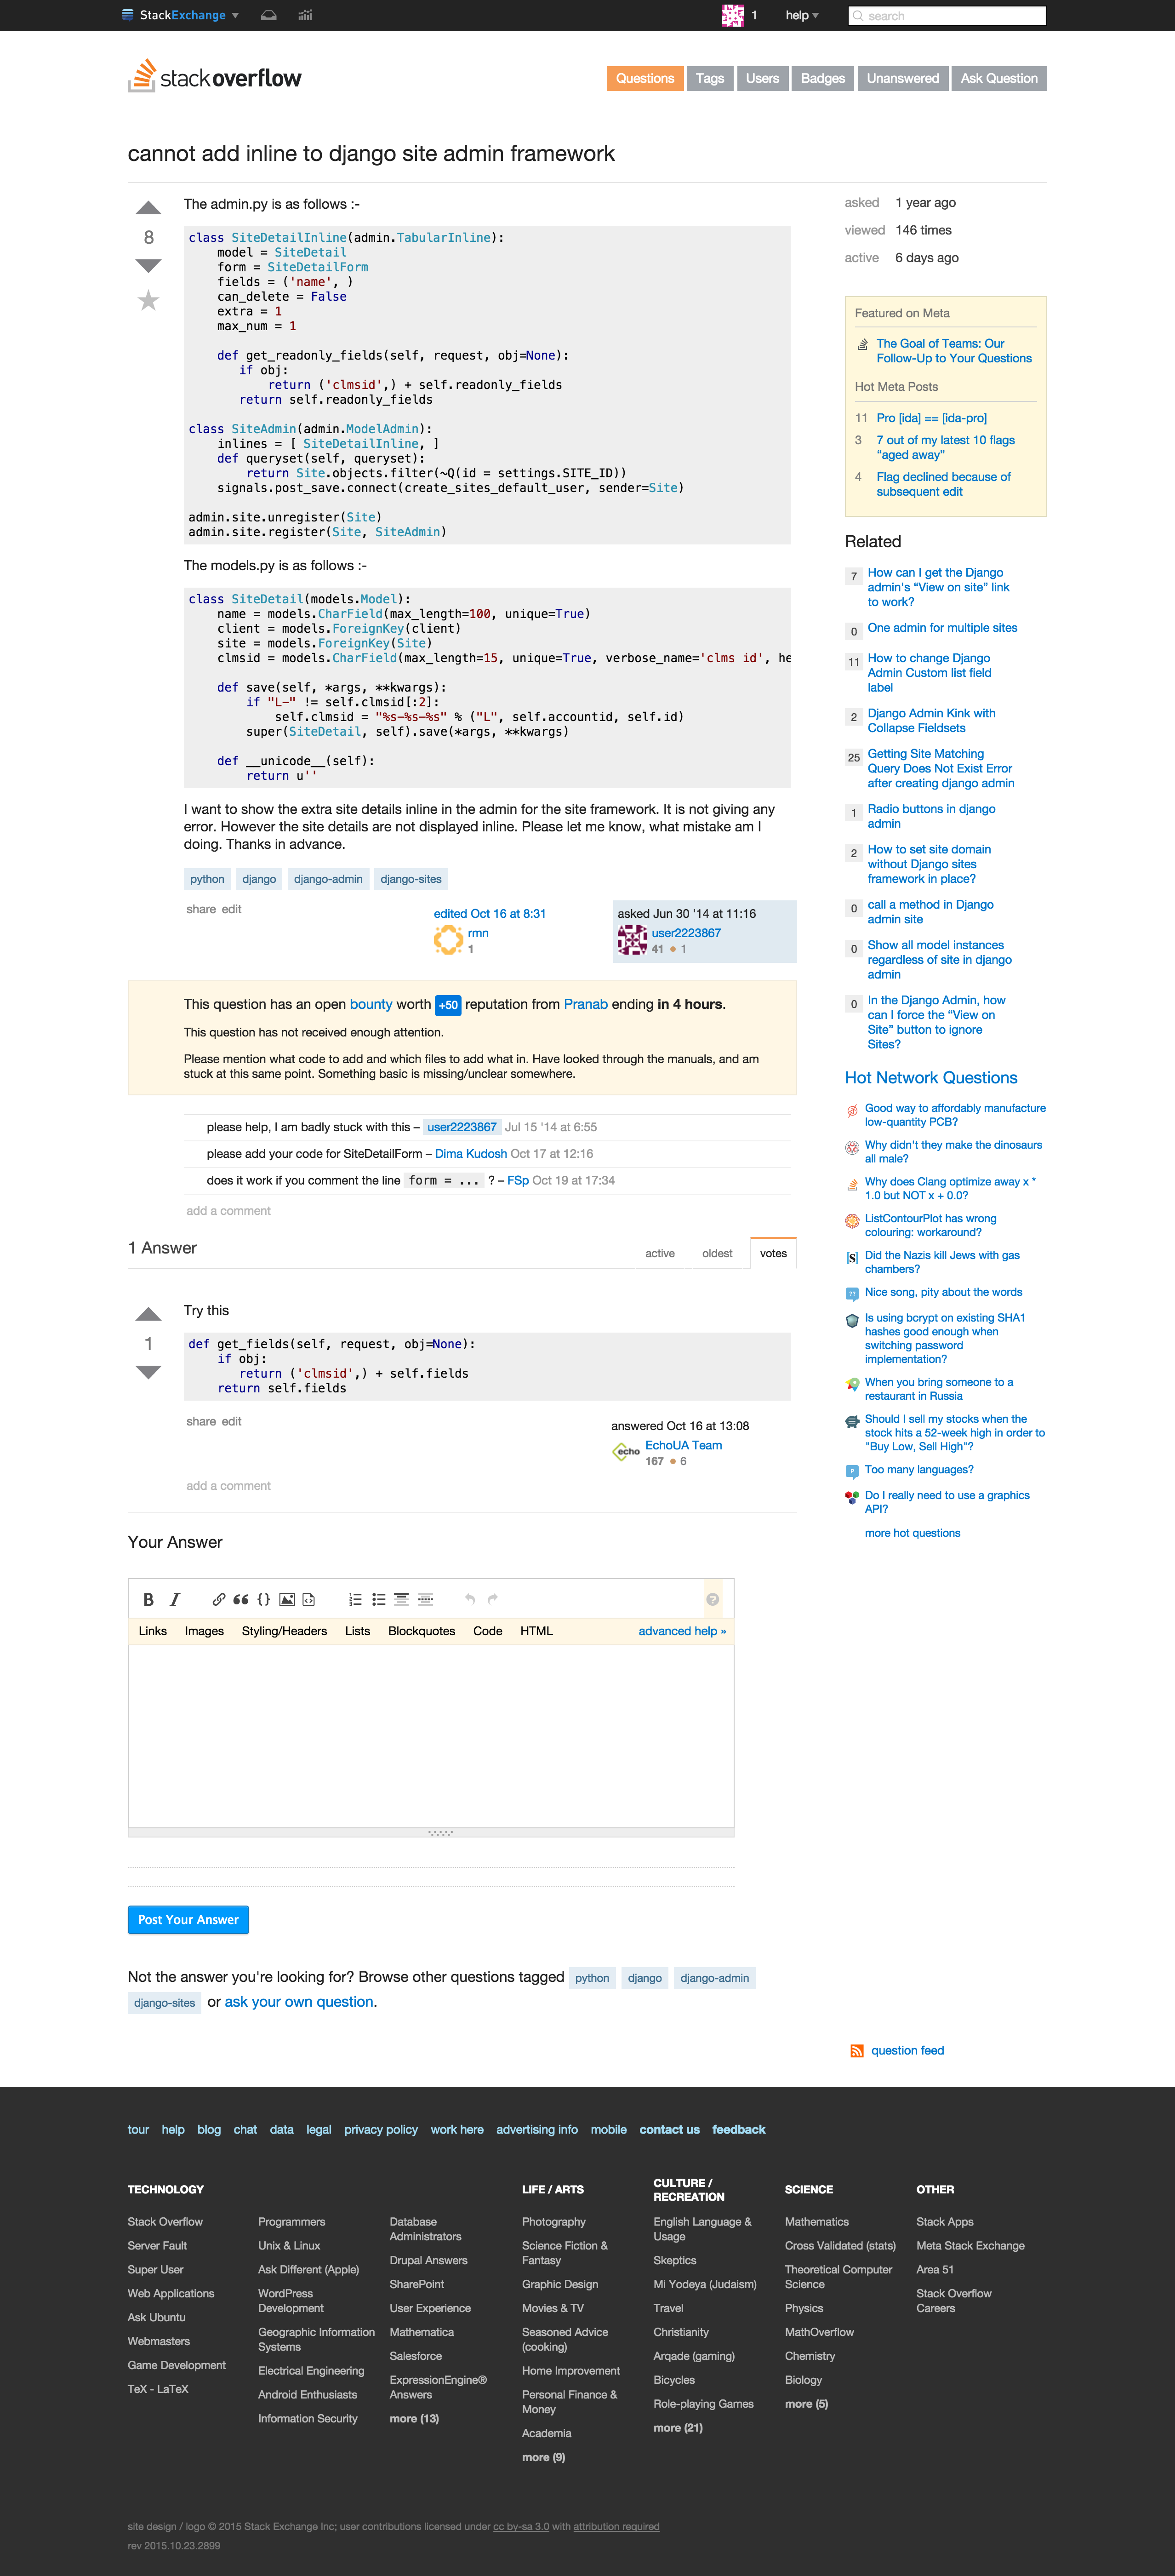 StackExchange
1
help
search
stackoverflow
Questions
Tags
Users
Badges
Unanswered
Ask Question
cannot add inline to django site admin framework
8
The admin.py is as follows :-
class SiteDetailInline(admin.TabularInline):
    model = SiteDetail
    form = SiteDetailForm
    fields = ('name', )
    can_delete = False
    extra = 1
    max_num = 1
    def get_readonly_fields(self, request, obj=None):
       if obj:
           return ('clmsid',) + self.readonly_fields
       return self.readonly_fields
class SiteAdmin(admin.ModelAdmin):
    inlines = [ SiteDetailInline, ]
    def queryset(self, queryset):
        return Site.objects.filter(~Q(id = settings.SITE_ID))
    signals.post_save.connect(create_sites_default_user, sender=Site)
admin.site.unregister(Site)
admin.site.register(Site, SiteAdmin)
The models.py is as follows :-
class SiteDetail(models.Model):
    name = models.CharField(max_length=100, unique=True)
    client = models.ForeignKey(client)
    site = models.ForeignKey(Site)
    clmsid = models.CharField(max_length=15, unique=True, verbose_name='clms id', he
    def save(self, *args, **kwargs):
        if "L-" != self.clmsid[:2]:
            self.clmsid = "%s-%s-%s" % ("L", self.accountid, self.id)
        super(SiteDetail, self).save(*args, **kwargs)
    def __unicode__(self):
        return u''
I want to show the extra site details inline in the admin for the site framework. It is not giving any
error. However the site details are not displayed inline. Please let me know, what mistake am I
doing. Thanks in advance.
python
django
django-admin
django-sites
share edit
edited Oct 16 at 8:31
rmn
1
asked Jun 30 '14 at 11:16
user2223867
41 ● 1
This question has an open bounty worth +50 reputation from Pranab ending in 4 hours.
This question has not received enough attention.
Please mention what code to add and which files to add what in. Have looked through the manuals, and am
stuck at this same point. Something basic is missing/unclear somewhere.
please help, I am badly stuck with this – user2223867 Jul 15 '14 at 6:55
please add your code for SiteDetailForm – Dima Kudosh Oct 17 at 12:16
does it work if you comment the line form = ... ? – FSp Oct 19 at 17:34
add a comment
1 Answer
active
oldest
votes
1
Try this
def get_fields(self, request, obj=None):
    if obj:
       return ('clmsid',) + self.fields
    return self.fields
share edit
answered Oct 16 at 13:08
echo
EchoUA Team
167 ● 6
add a comment
Your Answer
B I
Links
Images
Styling/Headers
Lists
Blockquotes
Code
HTML
advanced help »
Post Your Answer
Not the answer you're looking for? Browse other questions tagged python django django-admin
django-sites or ask your own question.
asked 1 year ago
viewed 146 times
active 6 days ago
Featured on Meta
The Goal of Teams: Our
Follow-Up to Your Questions
Hot Meta Posts
11 Pro [ida] == [ida-pro]
3 7 out of my latest 10 flags
“aged away”
4 Flag declined because of
subsequent edit
Related
7 How can I get the Django
admin's “View on site” link
to work?
0 One admin for multiple sites
11 How to change Django
Admin Custom list field
label
2 Django Admin Kink with
Collapse Fieldsets
25 Getting Site Matching
Query Does Not Exist Error
after creating django admin
1 Radio buttons in django
admin
2 How to set site domain
without Django sites
framework in place?
0 call a method in Django
admin site
0 Show all model instances
regardless of site in django
admin
0 In the Django Admin, how
can I force the “View on
Site” button to ignore
Sites?
Hot Network Questions
Good way to affordably manufacture
low-quantity PCB?
Why didn't they make the dinosaurs
all male?
Why does Clang optimize away x *
1.0 but NOT x + 0.0?
ListContourPlot has wrong
colouring: workaround?
Did the Nazis kill Jews with gas
chambers?
Nice song, pity about the words
Is using bcrypt on existing SHA1
hashes good enough when
switching password
implementation?
When you bring someone to a
restaurant in Russia
Should I sell my stocks when the
stock hits a 52-week high in order to
"Buy Low, Sell High"?
Too many languages?
Do I really need to use a graphics
API?
more hot questions
question feed
tour help blog chat data legal privacy policy work here advertising info mobile contact us feedback
TECHNOLOGY
Stack Overflow
Server Fault
Super User
Web Applications
Ask Ubuntu
Webmasters
Game Development
TeX - LaTeX
Programmers
Unix & Linux
Ask Different (Apple)
WordPress
Development
Geographic Information
Systems
Electrical Engineering
Android Enthusiasts
Information Security
Database
Administrators
Drupal Answers
SharePoint
User Experience
Mathematica
Salesforce
ExpressionEngine®
Answers
more (13)
LIFE / ARTS
Photography
Science Fiction &
Fantasy
Graphic Design
Movies & TV
Seasoned Advice
(cooking)
Home Improvement
Personal Finance &
Money
Academia
more (9)
CULTURE /
RECREATION
English Language &
Usage
Skeptics
Mi Yodeya (Judaism)
Travel
Christianity
Arqade (gaming)
Bicycles
Role-playing Games
more (21)
SCIENCE
Mathematics
Cross Validated (stats)
Theoretical Computer
Science
Physics
MathOverflow
Chemistry
Biology
more (5)
OTHER
Stack Apps
Meta Stack Exchange
Area 51
Stack Overflow
Careers
site design / logo © 2015 Stack Exchange Inc; user contributions licensed under cc by-sa 3.0 with attribution required
rev 2015.10.23.2899